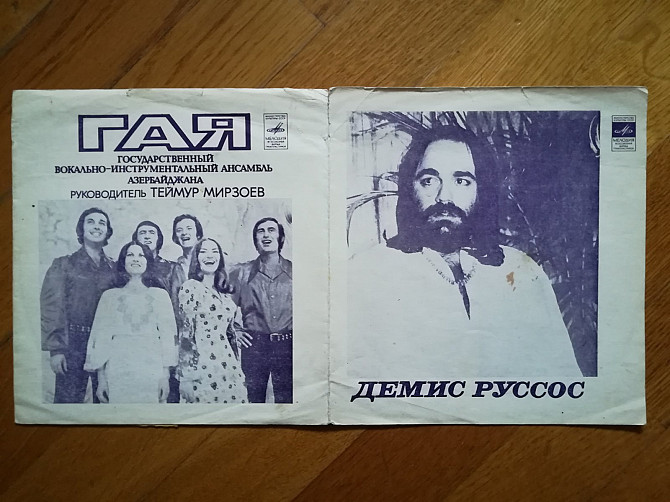 ГАЯ
ГОСУДАРСТВЕННЫЙ
ВОКАЛЬНО-ИНСТРУМЕНТАЛЬНЫЙ АНСАМБЛЬ
АЗЕРБАЙДЖАНА
РУКОВОДИТЕЛЬ ТЕЙМУР МИРЗОЕВ
МЕЛОДИЯ
МЕЛОДИЯ
ДЕМИС РУССОС